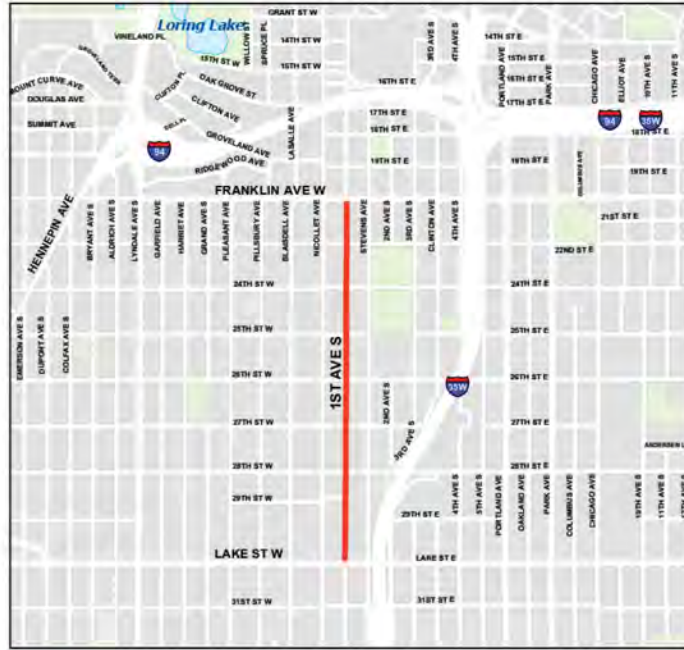 GRANT ST W
Loring Lake
VINELAND PL
WILLOW ST
SPRUCE PL
14TH ST W
15TH ST W
15TH ST W
3RD AVE S
4TH AVE S
14TH ST E
15TH ST E
16TH ST E
17TH ST E
PORTLAND AVE
PARK AVE
CHICAGO AVE
ELLIOT AVE
10TH AVE S
11TH AVE S
GROVELAND TERR
MOUNT CURVE AVE
DOUGLAS AVE
SUMMIT AVE
CLIFTON PL
OAK GROVE ST
CLIFTON AVE
DELL PL
GROVELAND AVE
RIDGEWOOD AVE
LASALLE AVE
16TH ST E
17TH ST E
18TH ST E
19TH ST E
94
94
35W
18TH ST E
19TH ST E
19TH ST E
COLUMBUS AVE
FRANKLIN AVE W
HENNEPIN AVE
BRYANT AVE S
ALDRICH AVE S
LYNDALE AVE S
GARFIELD AVE
HARRIET AVE
GRAND AVE S
PLEASANT AVE
PILLSBURY AVE
BLAISDELL AVE
NICOLLET AVE
STEVENS AVE
2ND AVE S
3RD AVE S
CLINTON AVE
4TH AVE S
21ST ST E
22ND ST E
24TH ST W
24TH ST E
EMERSON AVE S
DUPONT AVE S
COLFAX AVE S
25TH ST W
25TH ST E
1ST AVE S
26TH ST W
26TH ST E
35W
2ND AVE S
3RD AVE S
27TH ST W
27TH ST E
28TH ST W
28TH ST E
29TH ST W
29TH ST E
4TH AVE S
5TH AVE S
PORTLAND AVE
OAKLAND AVE
PARK AVE
COLUMBUS AVE
CHICAGO AVE
10TH AVE S
11TH AVE S
LAKE ST W
LAKE ST E
31ST ST W
31ST ST E